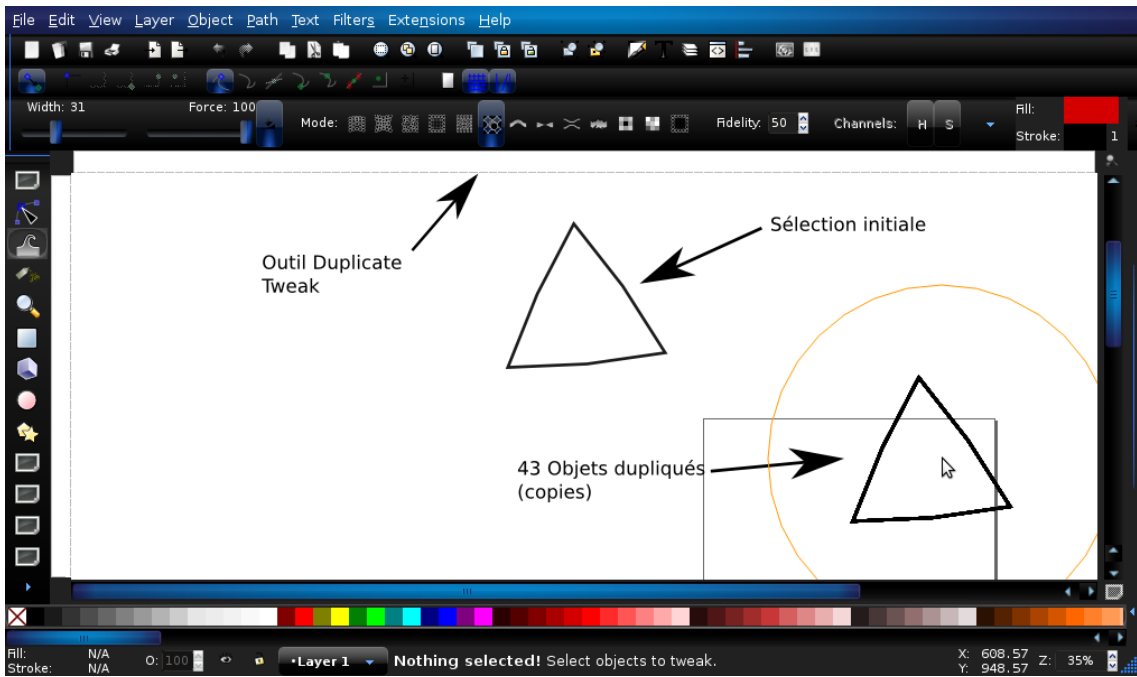 File Edit View Layer Object Path Text Filters Extensions Help
Width: 31 Force: 100 Mode: Fidelity: 50 Channels: H S Fill:
Stroke: 1
Sélection initiale
Outil Duplicate
Tweak
43 Objets dupliqués
(copies)
Fill: N/A O: 100 •Layer 1 Nothing selected! Select objects to tweak. X: 608.57 Z: 35%
Stroke: N/A Y: 948.57